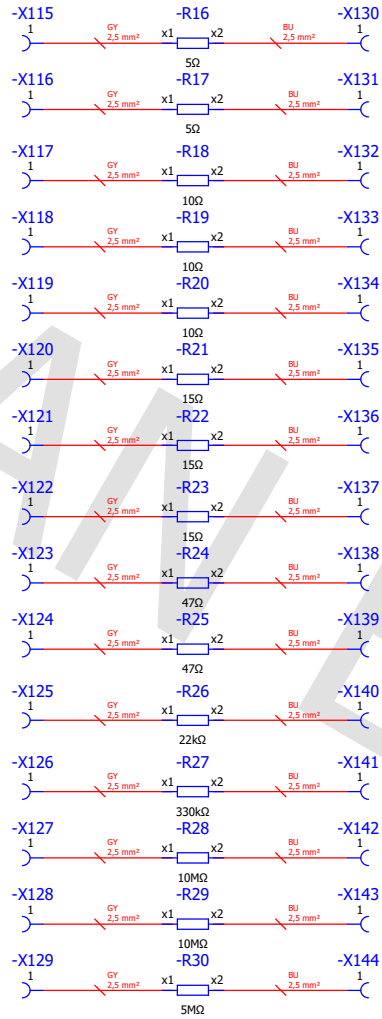 -X115 -R16 -X130
1 GY 2,5 mm² x1 x2 BU 2,5 mm² 1
5Ω
-X116 -R17 -X131
1 GY 2,5 mm² x1 x2 BU 2,5 mm² 1
5Ω
-X117 -R18 -X132
1 GY 2,5 mm² x1 x2 BU 2,5 mm² 1
10Ω
-X118 -R19 -X133
1 GY 2,5 mm² x1 x2 BU 2,5 mm² 1
10Ω
-X119 -R20 -X134
1 GY 2,5 mm² x1 x2 BU 2,5 mm² 1
10Ω
-X120 -R21 -X135
1 GY 2,5 mm² x1 x2 BU 2,5 mm² 1
15Ω
-X121 -R22 -X136
1 GY 2,5 mm² x1 x2 BU 2,5 mm² 1
15Ω
-X122 -R23 -X137
1 GY 2,5 mm² x1 x2 BU 2,5 mm² 1
15Ω
-X123 -R24 -X138
1 GY 2,5 mm² x1 x2 BU 2,5 mm² 1
47Ω
-X124 -R25 -X139
1 GY 2,5 mm² x1 x2 BU 2,5 mm² 1
47Ω
-X125 -R26 -X140
1 GY 2,5 mm² x1 x2 BU 2,5 mm² 1
22kΩ
-X126 -R27 -X141
1 GY 2,5 mm² x1 x2 BU 2,5 mm² 1
330kΩ
-X127 -R28 -X142
1 GY 2,5 mm² x1 x2 BU 2,5 mm² 1
10MΩ
-X128 -R29 -X143
1 GY 2,5 mm² x1 x2 BU 2,5 mm² 1
10MΩ
-X129 -R30 -X144
1 GY 2,5 mm² x1 x2 BU 2,5 mm² 1
5MΩ